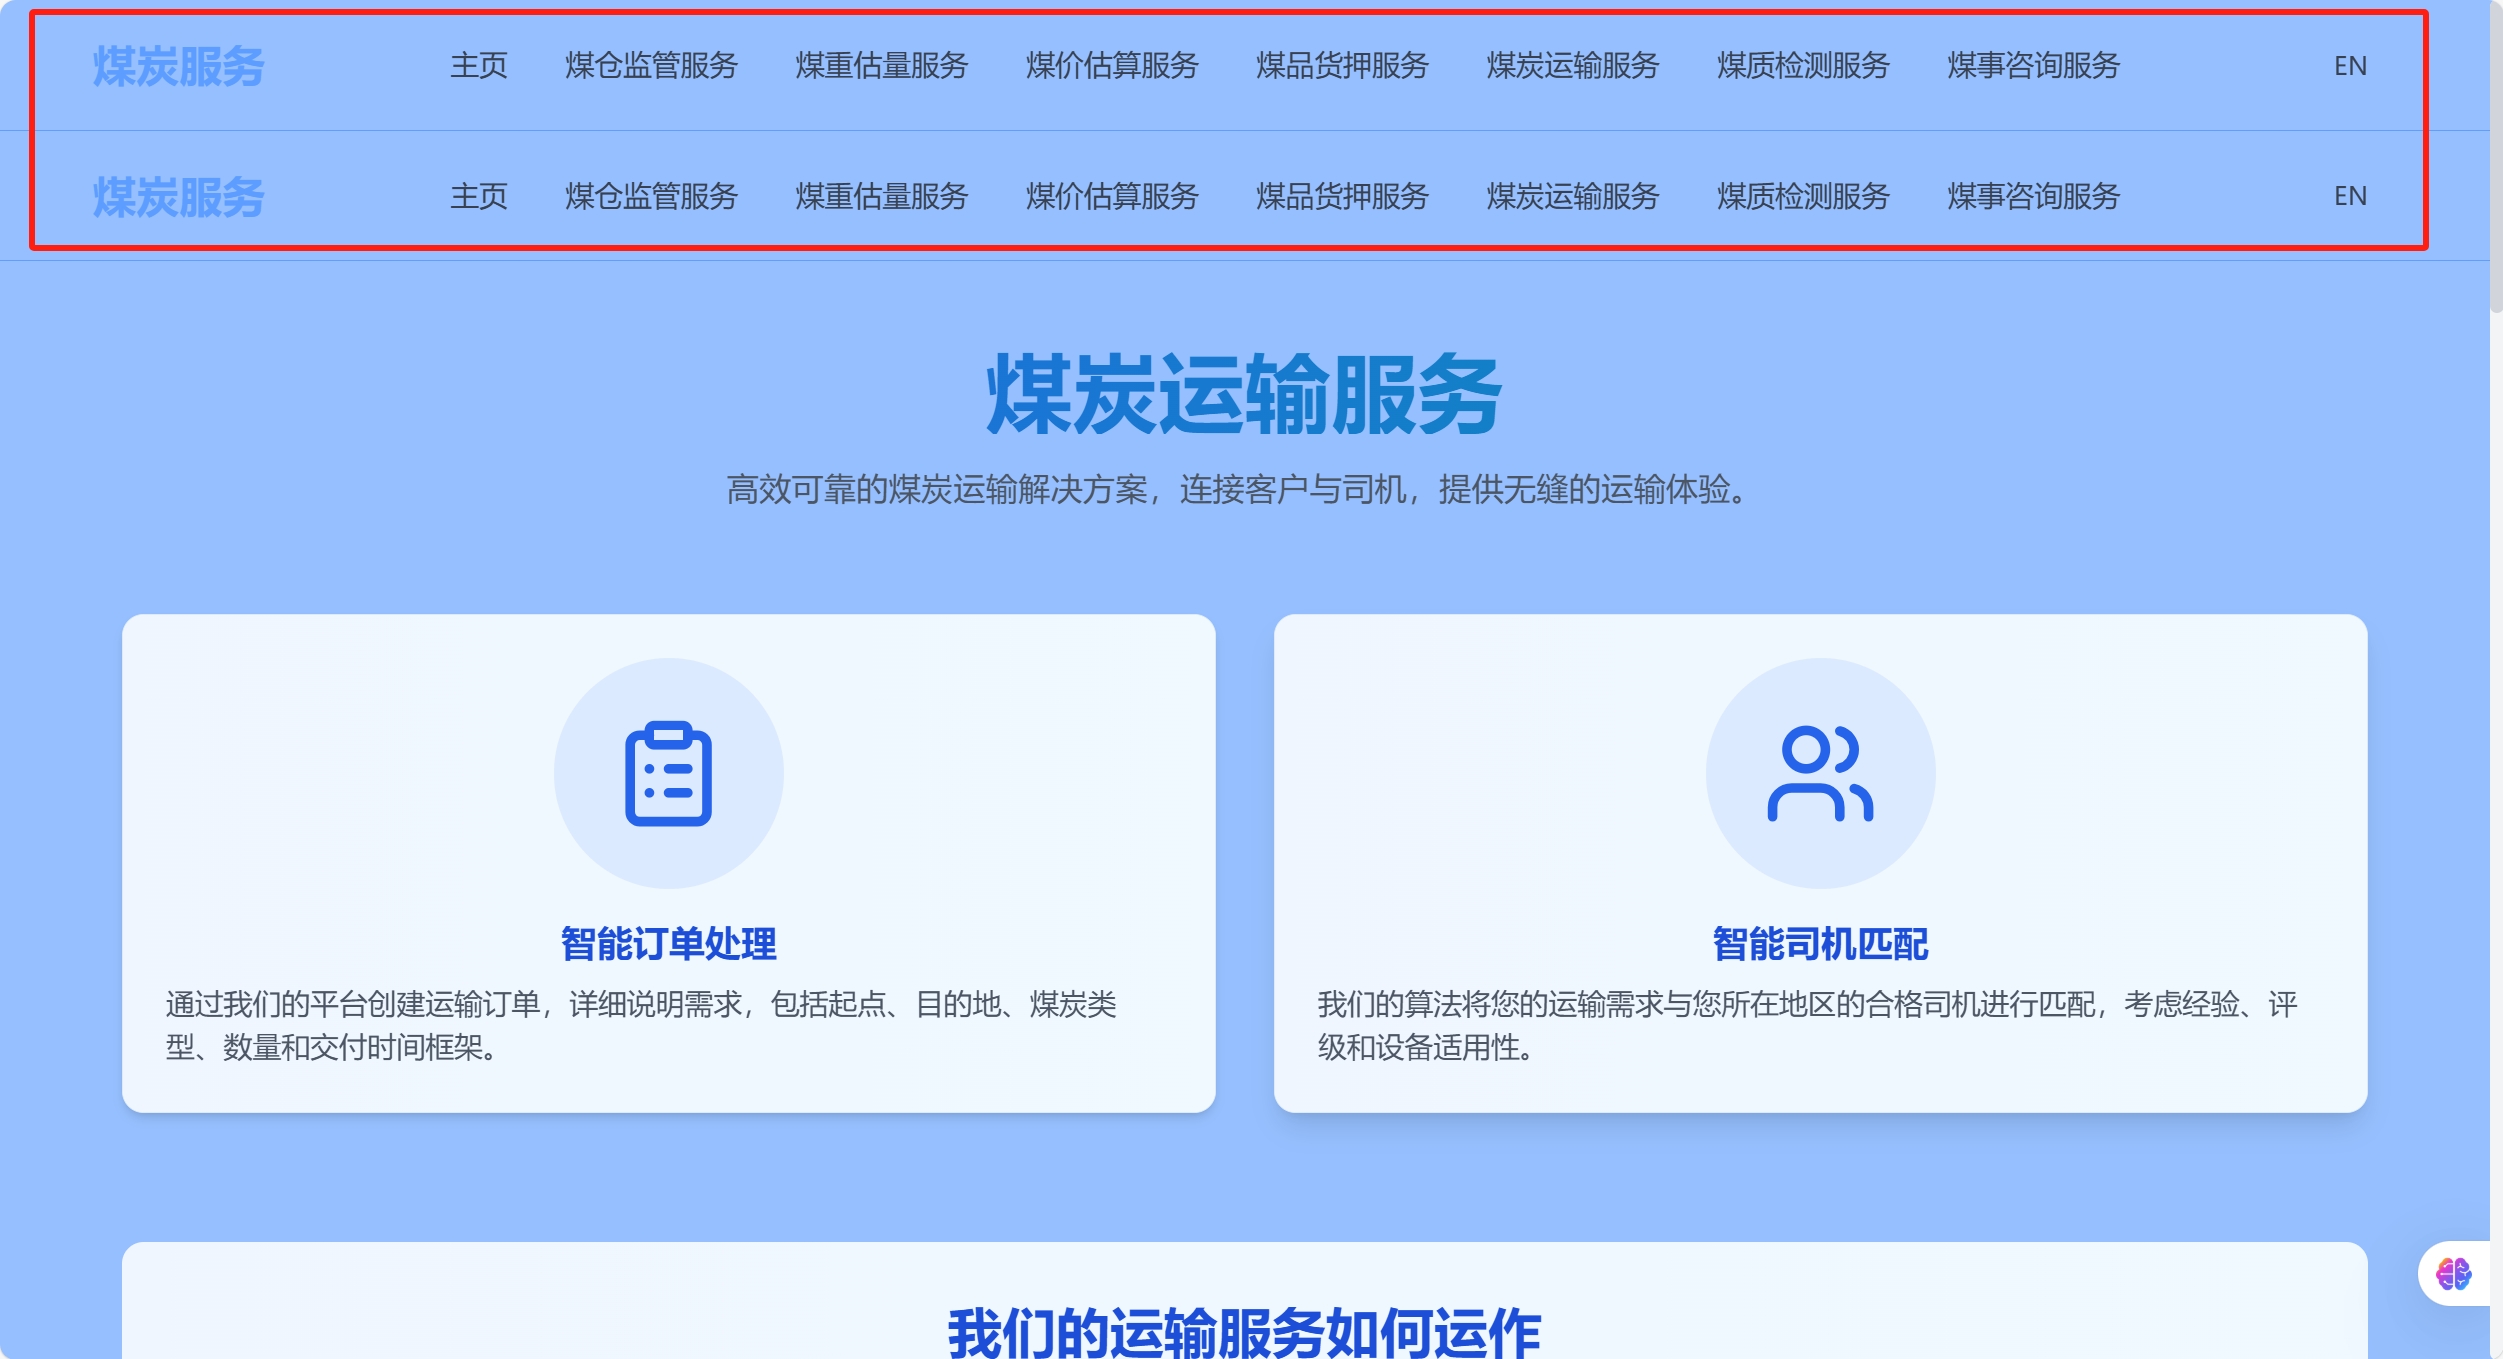 煤炭服务 主页 煤仓监管服务 煤重估量服务 煤价估算服务 煤品货押服务 煤炭运输服务 煤质检测服务 煤事咨询服务 EN
煤炭服务 主页 煤仓监管服务 煤重估量服务 煤价估算服务 煤品货押服务 煤炭运输服务 煤质检测服务 煤事咨询服务 EN
煤炭运输服务
高效可靠的煤炭运输解决方案，连接客户与司机，提供无缝的运输体验。
智能订单处理
通过我们的平台创建运输订单，详细说明需求，包括起点、目的地、煤炭类
型、数量和交付时间框架。
智能司机匹配
我们的算法将您的运输需求与您所在地区的合格司机进行匹配，考虑经验、评
级和设备适用性。
我们的运输服务如何运作